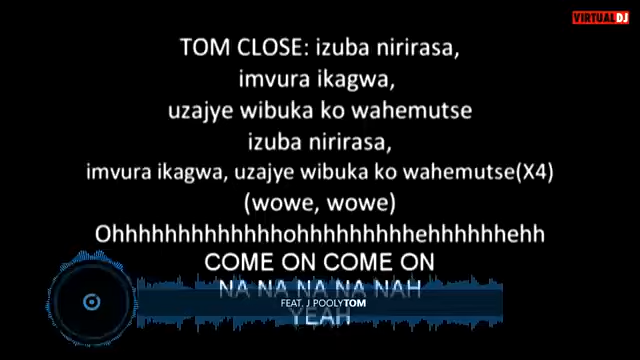 VIRTUALDJ
TOM CLOSE: izuba nirirasa,
imvura ikagwa,
uzajye wibuka ko wahemutse
izuba nirirasa,
imvura ikagwa, uzajye wibuka ko wahemutse(X4)
(wowe, wowe)
Ohhhhhhhhhhhhhohhhhhhhhhehhhhhhehh
COME ON COME ON
NA NA NA NA NAH
FEAT. J POOLYTOM
YEAH